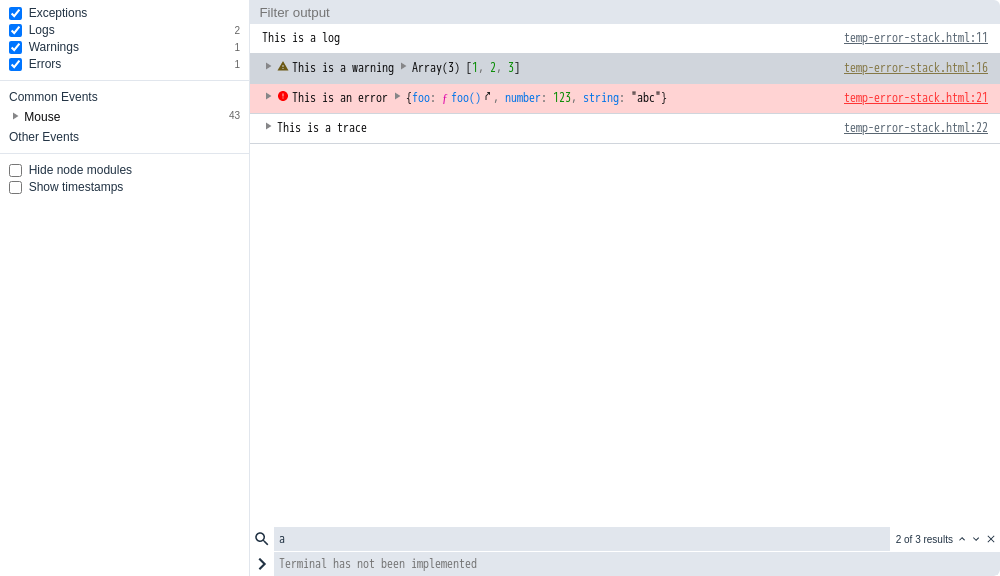 Exceptions
Logs 2
Warnings 1
Errors 1
Common Events
Mouse 43
Other Events
Hide node modules
Show timestamps
Filter output
This is a log temp-error-stack.html:11
This is a warning Array(3) [1, 2, 3] temp-error-stack.html:16
This is an error {foo: ƒ foo(), number: 123, string: "abc"} temp-error-stack.html:21
This is a trace temp-error-stack.html:22
a 2 of 3 results
Terminal has not been implemented